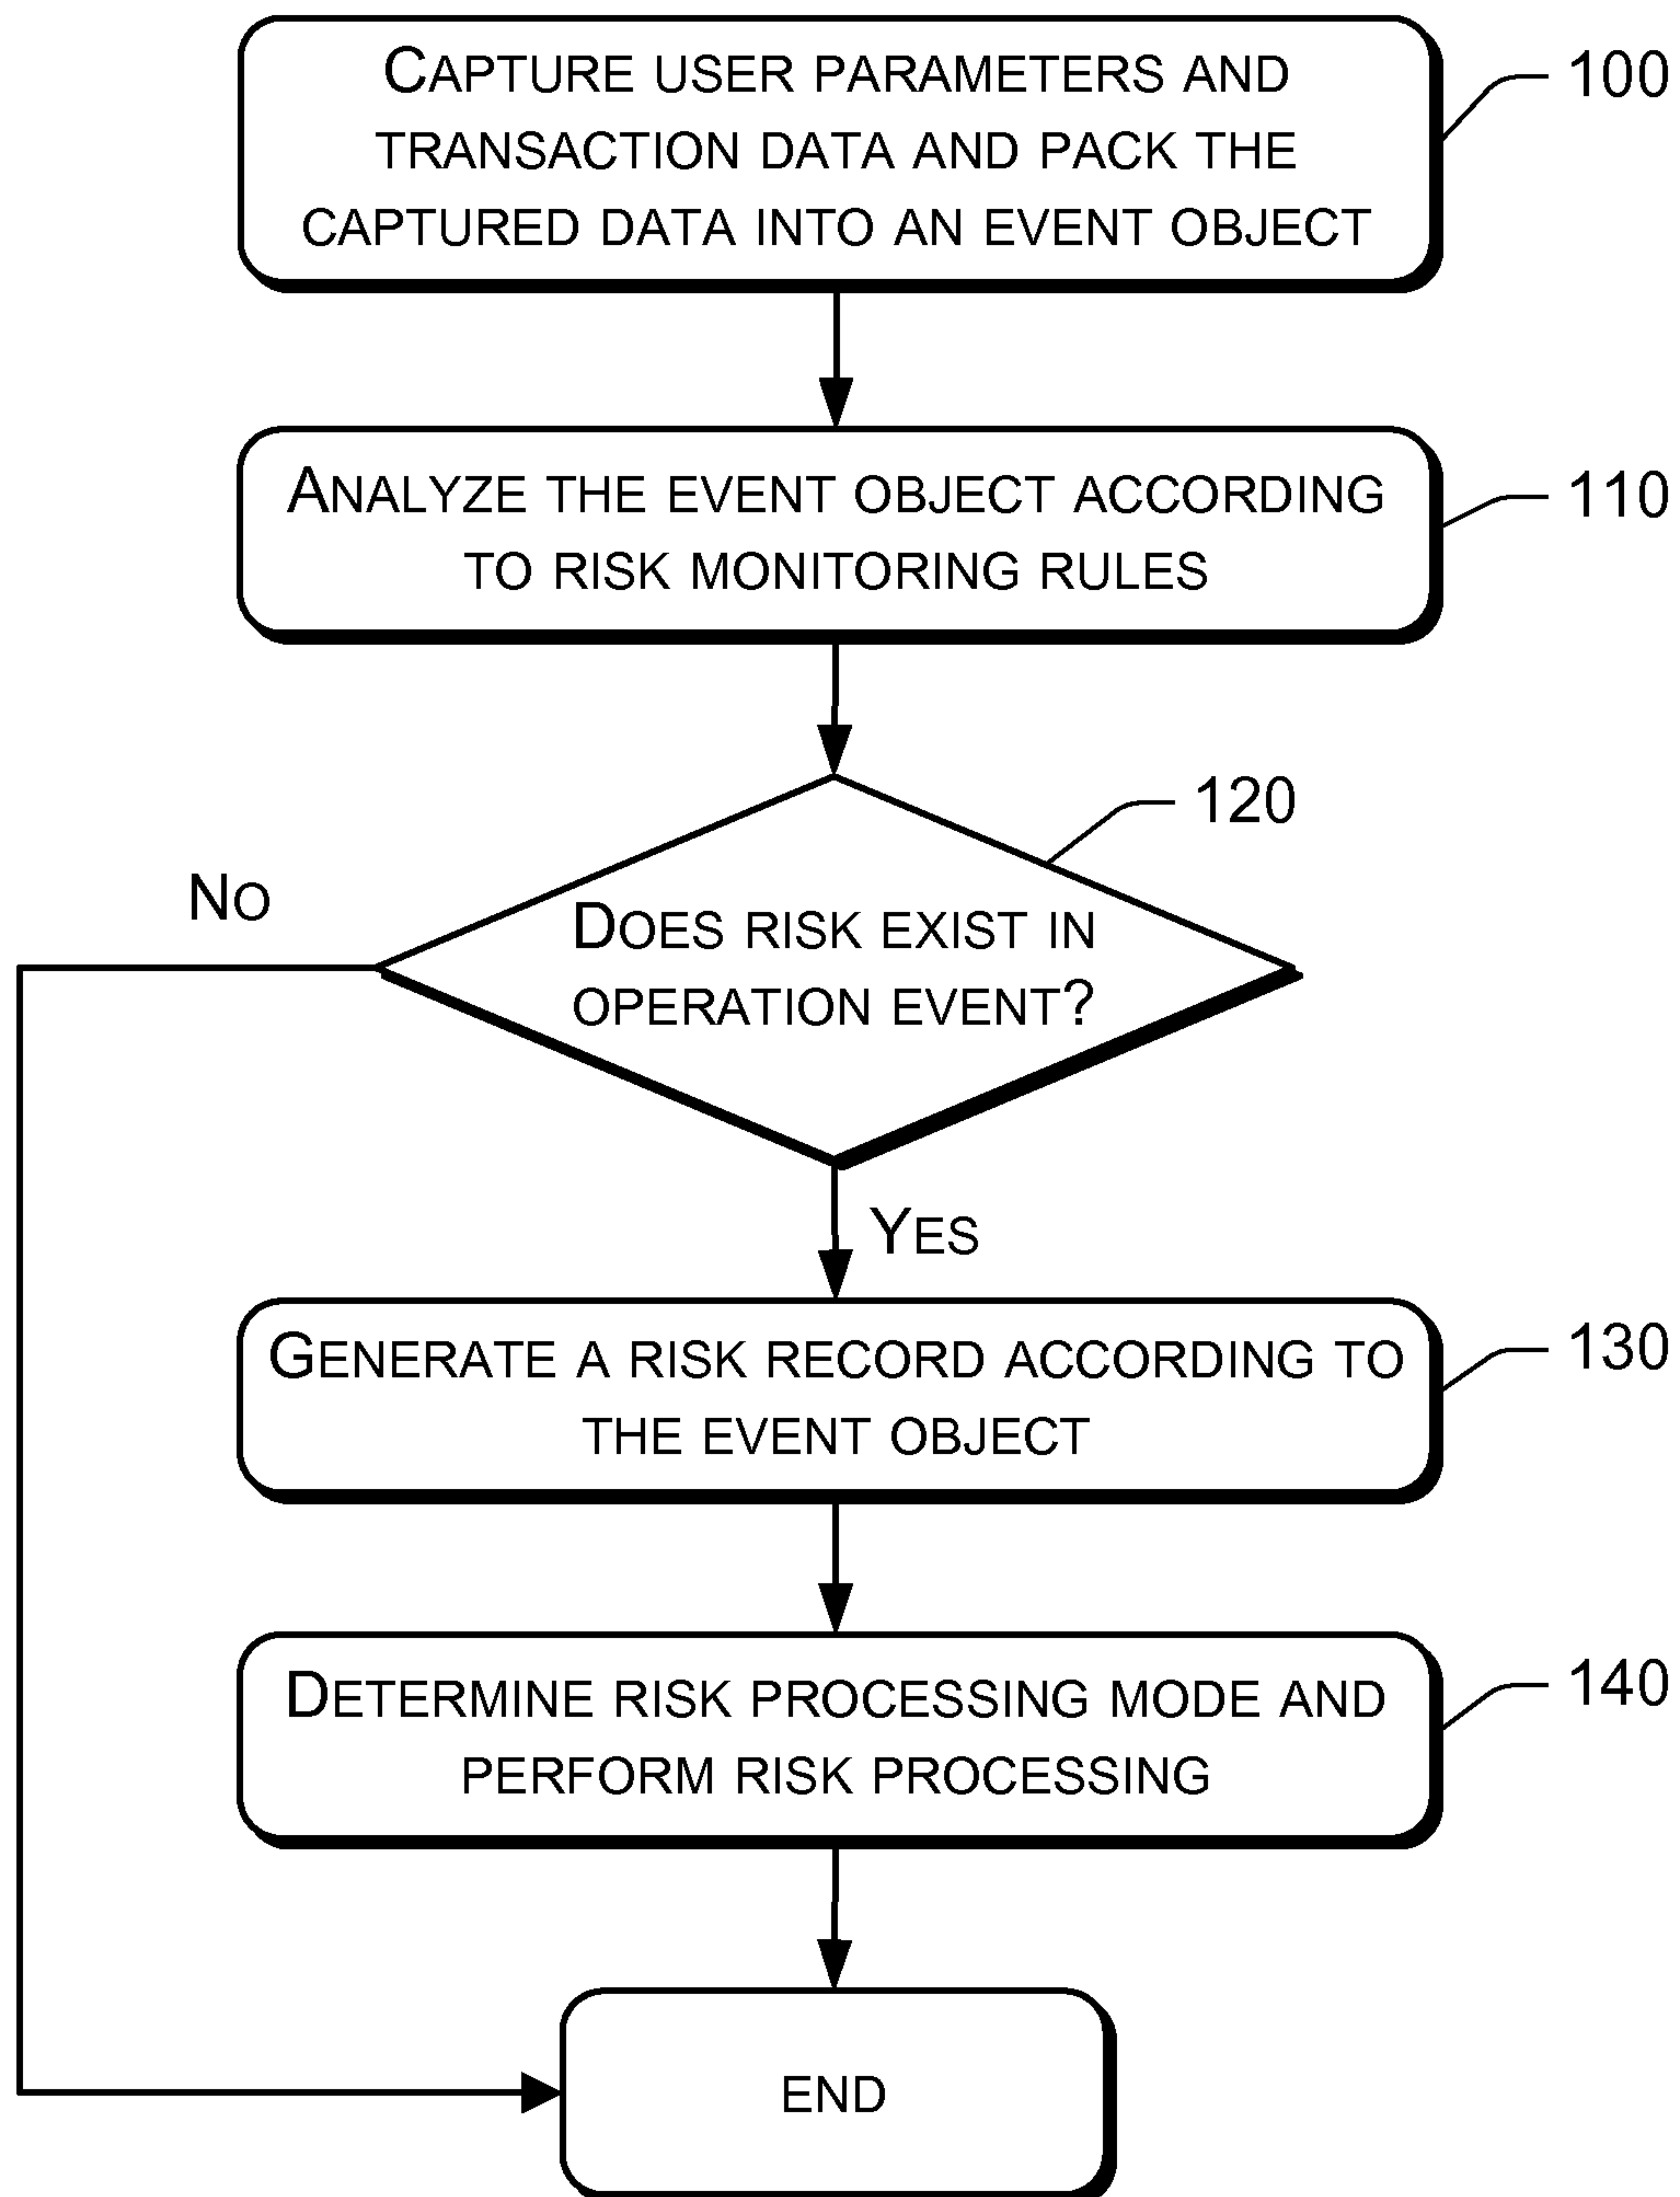 CAPTURE USER PARAMETERS AND
TRANSACTION DATA AND PACK THE
CAPTURED DATA INTO AN EVENT OBJECT
100
ANALYZE THE EVENT OBJECT ACCORDING
TO RISK MONITORING RULES
110
120
NO
DOES RISK EXIST IN
OPERATION EVENT?
YES
GENERATE A RISK RECORD ACCORDING TO
THE EVENT OBJECT
130
DETERMINE RISK PROCESSING MODE AND
PERFORM RISK PROCESSING
140
END